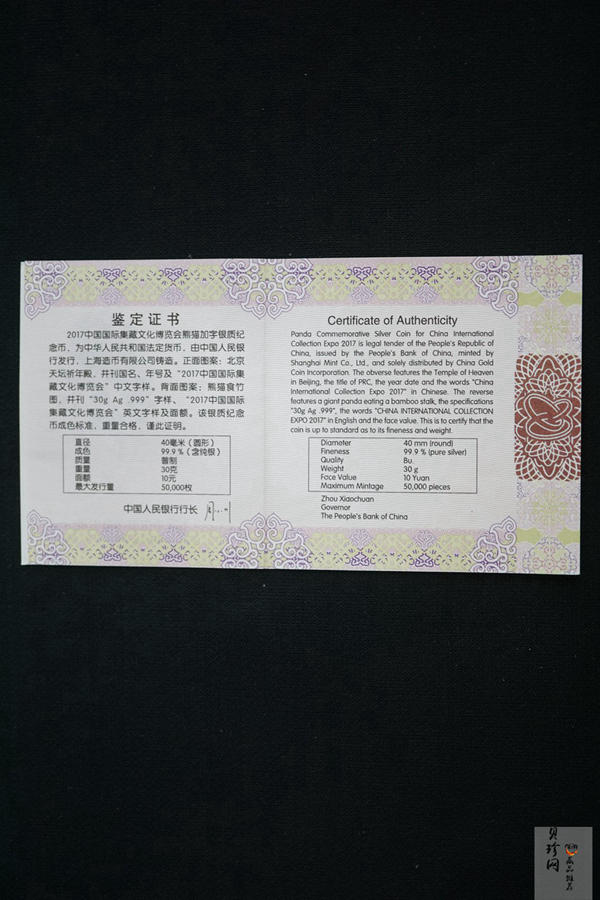 鉴定证书
2017中国国际集藏文化博览会熊猫加字银质纪
念币，为中华人民共和国法定货币，由中国人民银
行发行，上海造币有限公司铸造。正面图案：北京
天坛祈年殿，并刊国名、年号及“2017中国国际集
藏文化博览会”中文字样。背面图案：熊猫食竹
图，并刊“30g Ag .999”字样、“2017中国国际
集藏文化博览会”英文字样及面额。该银质纪念
币成色标准，重量合格，谨此证明。
直径 40毫米（圆形）
成色 99.9％（含纯银）
质量 普制
重量 30克
面额 10元
最大发行量 50,000枚
中国人民银行行长
Certificate of Authenticity
Panda Commemorative Silver Coin for China International
Collection Expo 2017 is legal tender of the People's Republic of
China, issued by the People's Bank of China, minted by
Shanghai Mint Co., Ltd., and solely distributed by China Gold
Coin Incorporation. The obverse features the Temple of Heaven
in Beijing, the title of PRC, the year date and the words "China
International Collection Expo 2017" in Chinese. The reverse
features a giant panda eating a bamboo stalk, the specifications
"30g Ag .999", the words "CHINA INTERNATIONAL COLLECTION
EXPO 2017" in English and the face value. This is to certify that the
coin is up to standard as to its fineness and weight.
Diameter 40 mm (round)
Fineness 99.9 % (pure silver)
Quality Bu.
Weight 30 g
Face Value 10 Yuan
Maximum Mintage 50,000 pieces
Zhou Xiaochuan
Governor
The People's Bank of China
贝珍网
藏品推荐